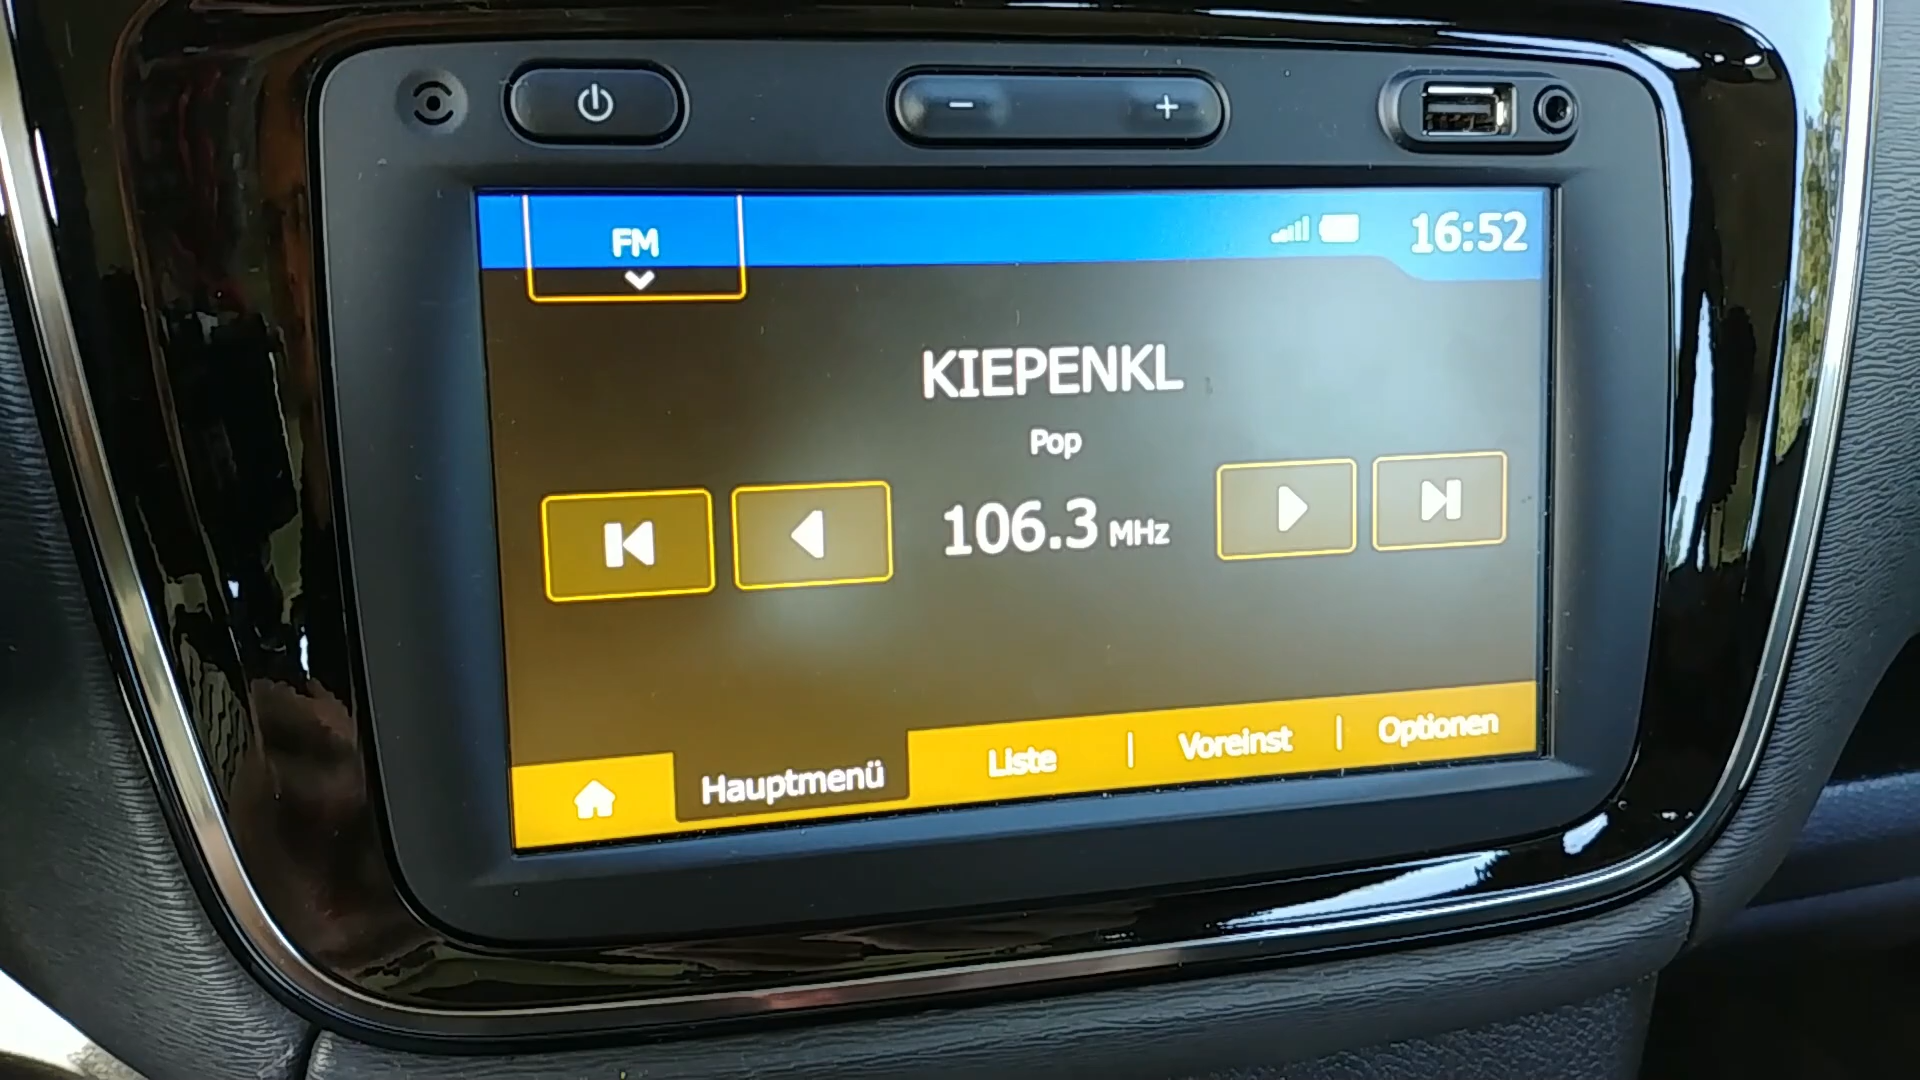 FM
16:52
KIEPENKL
Pop
106.3 MHz
Hauptmenü
Liste
Voreinst
Optionen